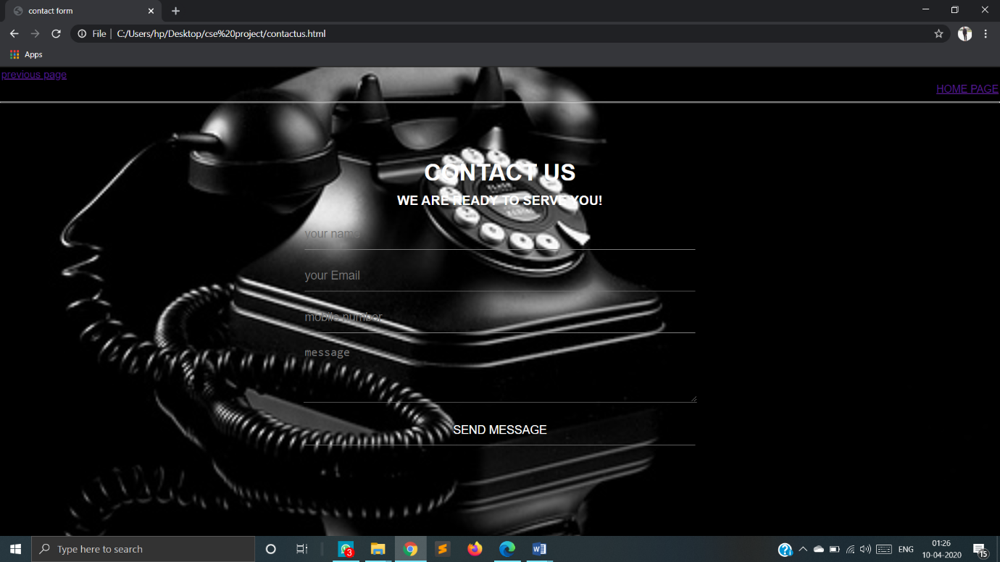 contact form
File | C:/Users/hp/Desktop/cse%20project/contactus.html
Apps
previous page
HOME PAGE
CONTACT US
WE ARE READY TO SERVE YOU!
your name
your Email
mobile number
message
SEND MESSAGE
Type here to search
3
ENG
01:26
10-04-2020
15